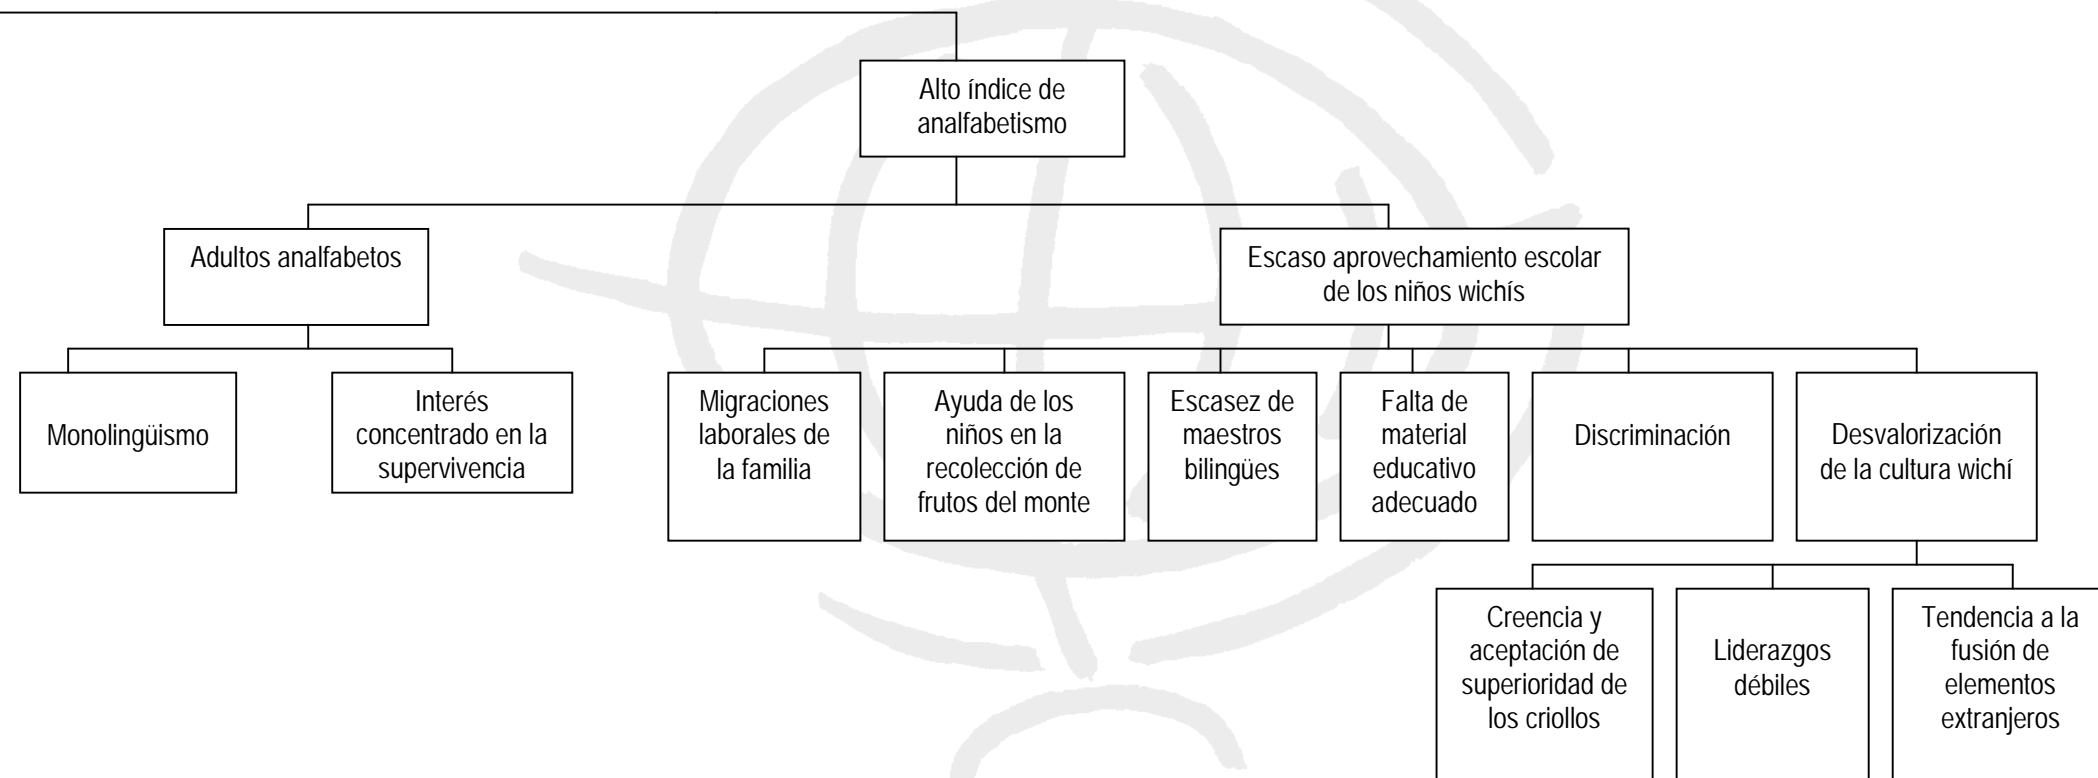 Alto índice de
analfabetismo
Adultos analfabetos
Escaso aprovechamiento escolar
de los niños wichís
Monolingüismo
Interés
concentrado en la
supervivencia
Migraciones
laborales de
la familia
Ayuda de los
niños en la
recolección de
frutos del monte
Escasez de
maestros
bilingües
Falta de
material
educativo
adecuado
Discriminación
Desvalorización
de la cultura wichí
Creencia y
aceptación de
superioridad de
los criollos
Liderazgos
débiles
Tendencia a la
fusión de
elementos
extranjeros